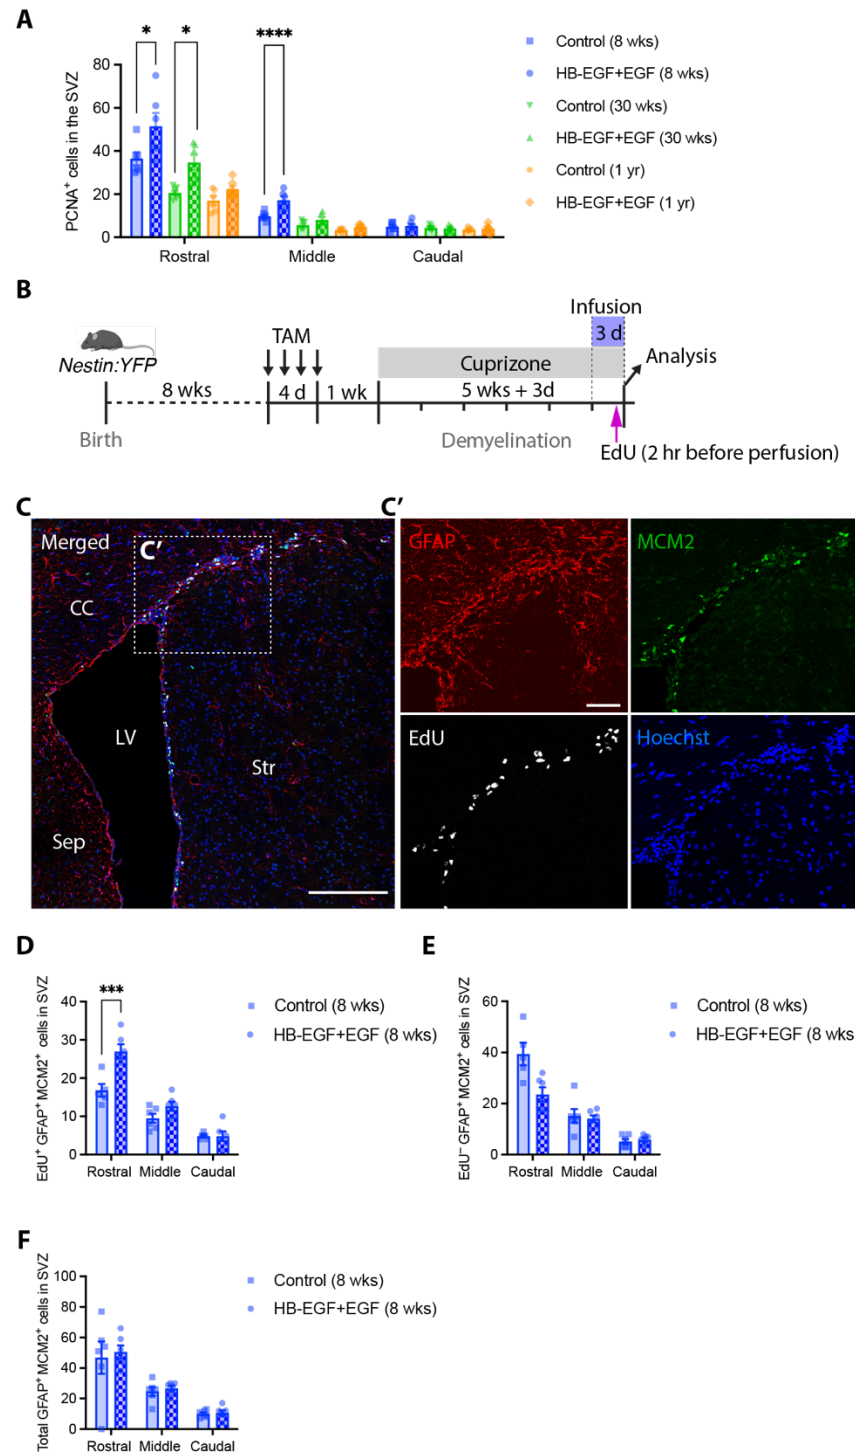 A
PCNA⁺ cells in the SVZ
80
60
40
20
0
* * ****
Rostral Middle Caudal
Control (8 wks)
HB-EGF+EGF (8 wks)
Control (30 wks)
HB-EGF+EGF (30 wks)
Control (1 yr)
HB-EGF+EGF (1 yr)
B
Infusion
3 d
TAM
Nestin:YFP
Cuprizone
Analysis
8 wks 4 d 1 wk 5 wks + 3d
Birth Demyelination
EdU (2 hr before perfusion)
C
Merged
C′
CC
LV
Str
Sep
C′
GFAP
MCM2
EdU
Hoechst
D
EdU⁺ GFAP⁺ MCM2⁺ cells in SVZ
40
30
20
10
0
***
Rostral Middle Caudal
Control (8 wks)
HB-EGF+EGF (8 wks)
E
EdU⁻ GFAP⁺ MCM2⁺ cells in SVZ
60
40
20
0
Rostral Middle Caudal
Control (8 wks)
HB-EGF+EGF (8 wks
F
Total GFAP⁺ MCM2⁺ cells in SVZ
100
80
60
40
20
0
Rostral Middle Caudal
Control (8 wks)
HB-EGF+EGF (8 wks)